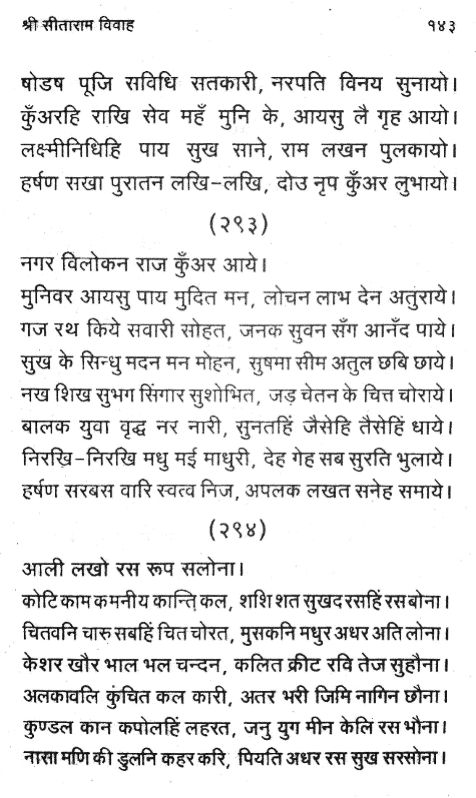 श्री सीताराम विवाह १४३
षोडष पूजि सविधि सतकारी, नरपति विनय सुनायो।
कुँअरहि राखि सेव महँ मुनि के, आयसु लै गृह आयो।
लक्ष्मीनिधिहि पाय सुख साने, राम लखन पुलकायो।
हर्षण सखा पुरातन लखि-लखि, दोउ नृप कुँअर लुभायो।
(२९३)
नगर विलोकन राज कुँअर आये।
मुनिवर आयसु पाय मुदित मन, लोचन लाभ देन अतुराये।
गज रथ किये सवारी सोहत, जनक सुवन सँग आनँद पाये।
सुख के सिन्धु मदन मन मोहन, सुषमा सीम अतुल छबि छाये।
नख शिख सुभग सिंगार सुशोभित, जड़ चेतन के चित्त चोराये।
बालक युवा वृद्ध नर नारी, सुनतहिं जैसेहि तैसेहिं धाये।
निरखि-निरखि मधु मई माधुरी, देह गेह सब सुरति भुलाये।
हर्षण सरबस वारि स्वत्व निज, अपलक लखत सनेह समाये।
(२९४)
आली लखो रस रूप सलोना।
कोटि काम कमनीय कान्ति कल, शशि शत सुखद रसहिं रस बोना।
चितवनि चारु सबहिं चित चोरत, मुसकनि मधुर अधर अति लोना।
केशर खौर भाल भल चन्दन, कलित क्रीट रवि तेज सुहौना।
अलकावलि कुंचित कल कारी, अतर भरी जिमि नागिन छौना।
कुण्डल कान कपोलहिं लहरत, जनु युग मीन केलि रस भौना।
नासा मणि की डुलनि कहर करि, पियति अधर रस सुख सरसोना।